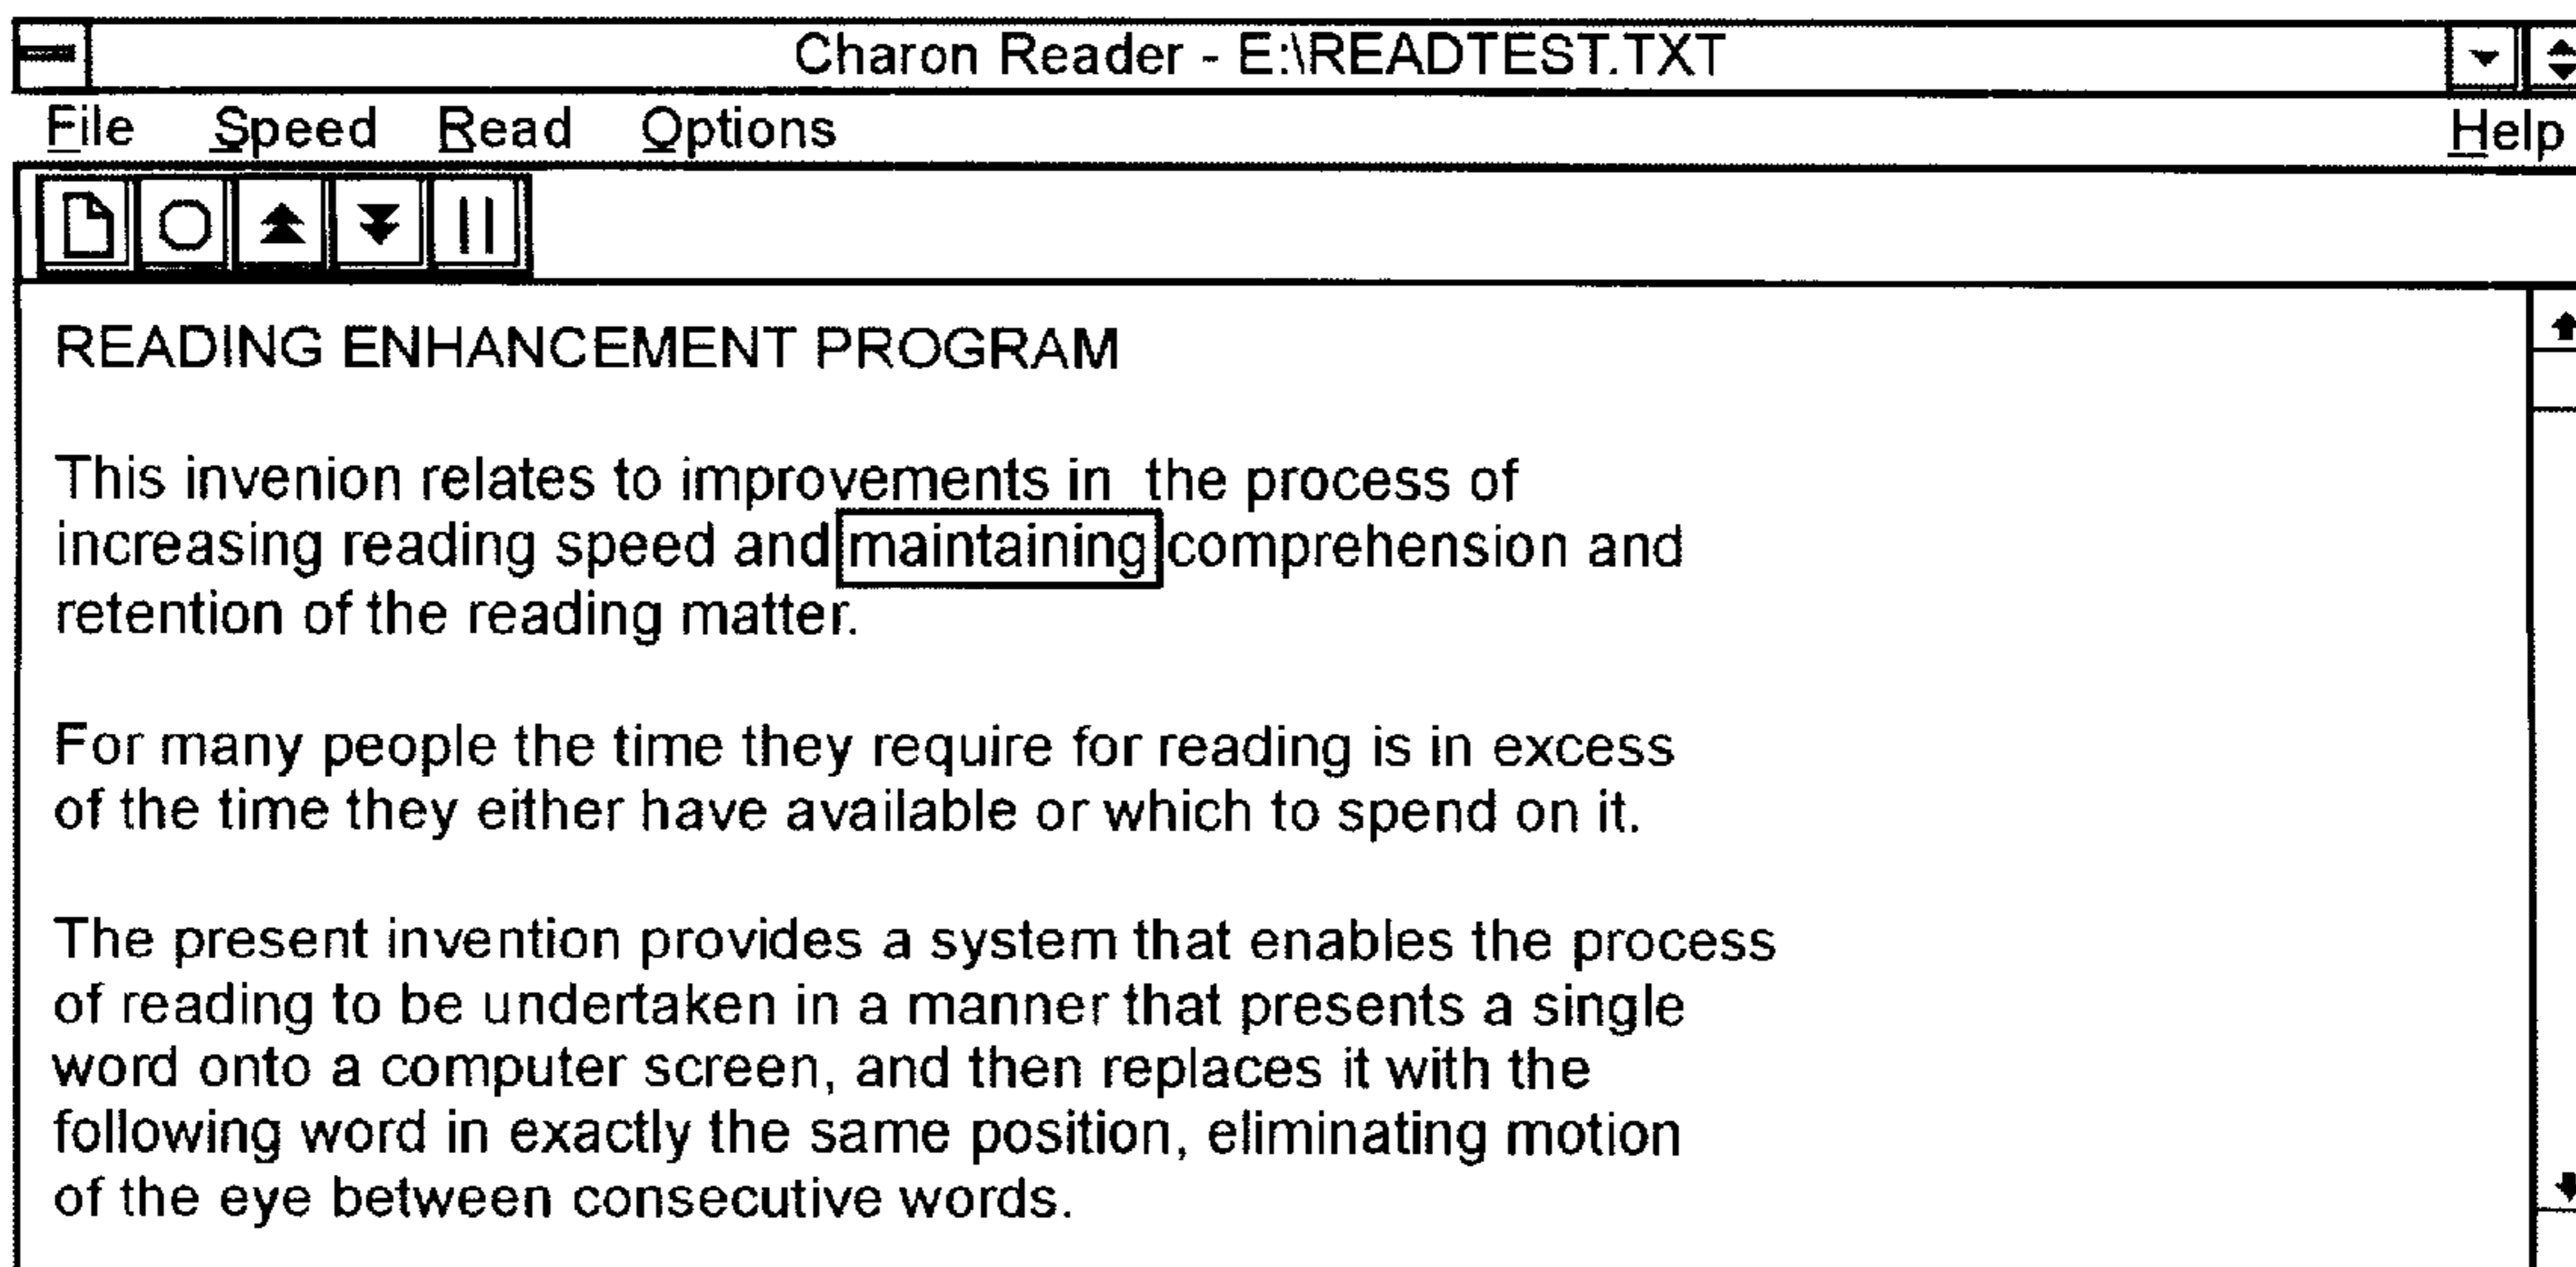 Charon Reader - E:\READTEST.TXT
File Speed Read Options Help
READING ENHANCEMENT PROGRAM
This invenion relates to improvements in  the process of
increasing reading speed and maintaining comprehension and
retention of the reading matter.
For many people the time they require for reading is in excess
of the time they either have available or which to spend on it.
The present invention provides a system that enables the process
of reading to be undertaken in a manner that presents a single
word onto a computer screen, and then replaces it with the
following word in exactly the same position, eliminating motion
of the eye between consecutive words.